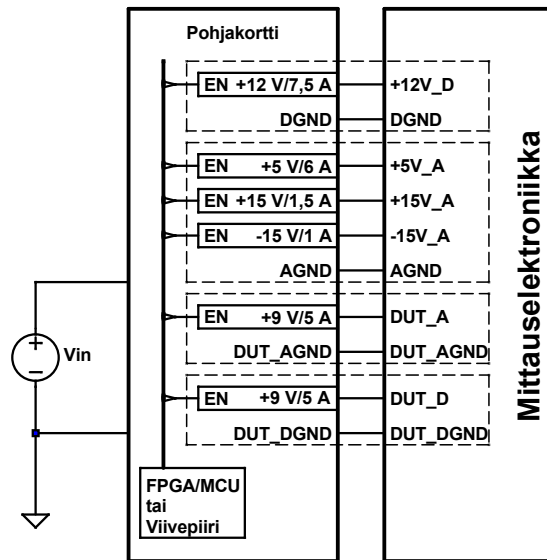 Pohjakortti
EN +12 V/7,5 A +12V_D
DGND DGND
EN +5 V/6 A +5V_A
EN +15 V/1,5 A +15V_A
EN -15 V/1 A -15V_A
AGND AGND
EN +9 V/5 A DUT_A
DUT_AGND DUT_AGND
EN +9 V/5 A DUT_D
DUT_DGND DUT_DGND
Vin
FPGA/MCU
tai
Viivepiiri
Mittauselektroniikka